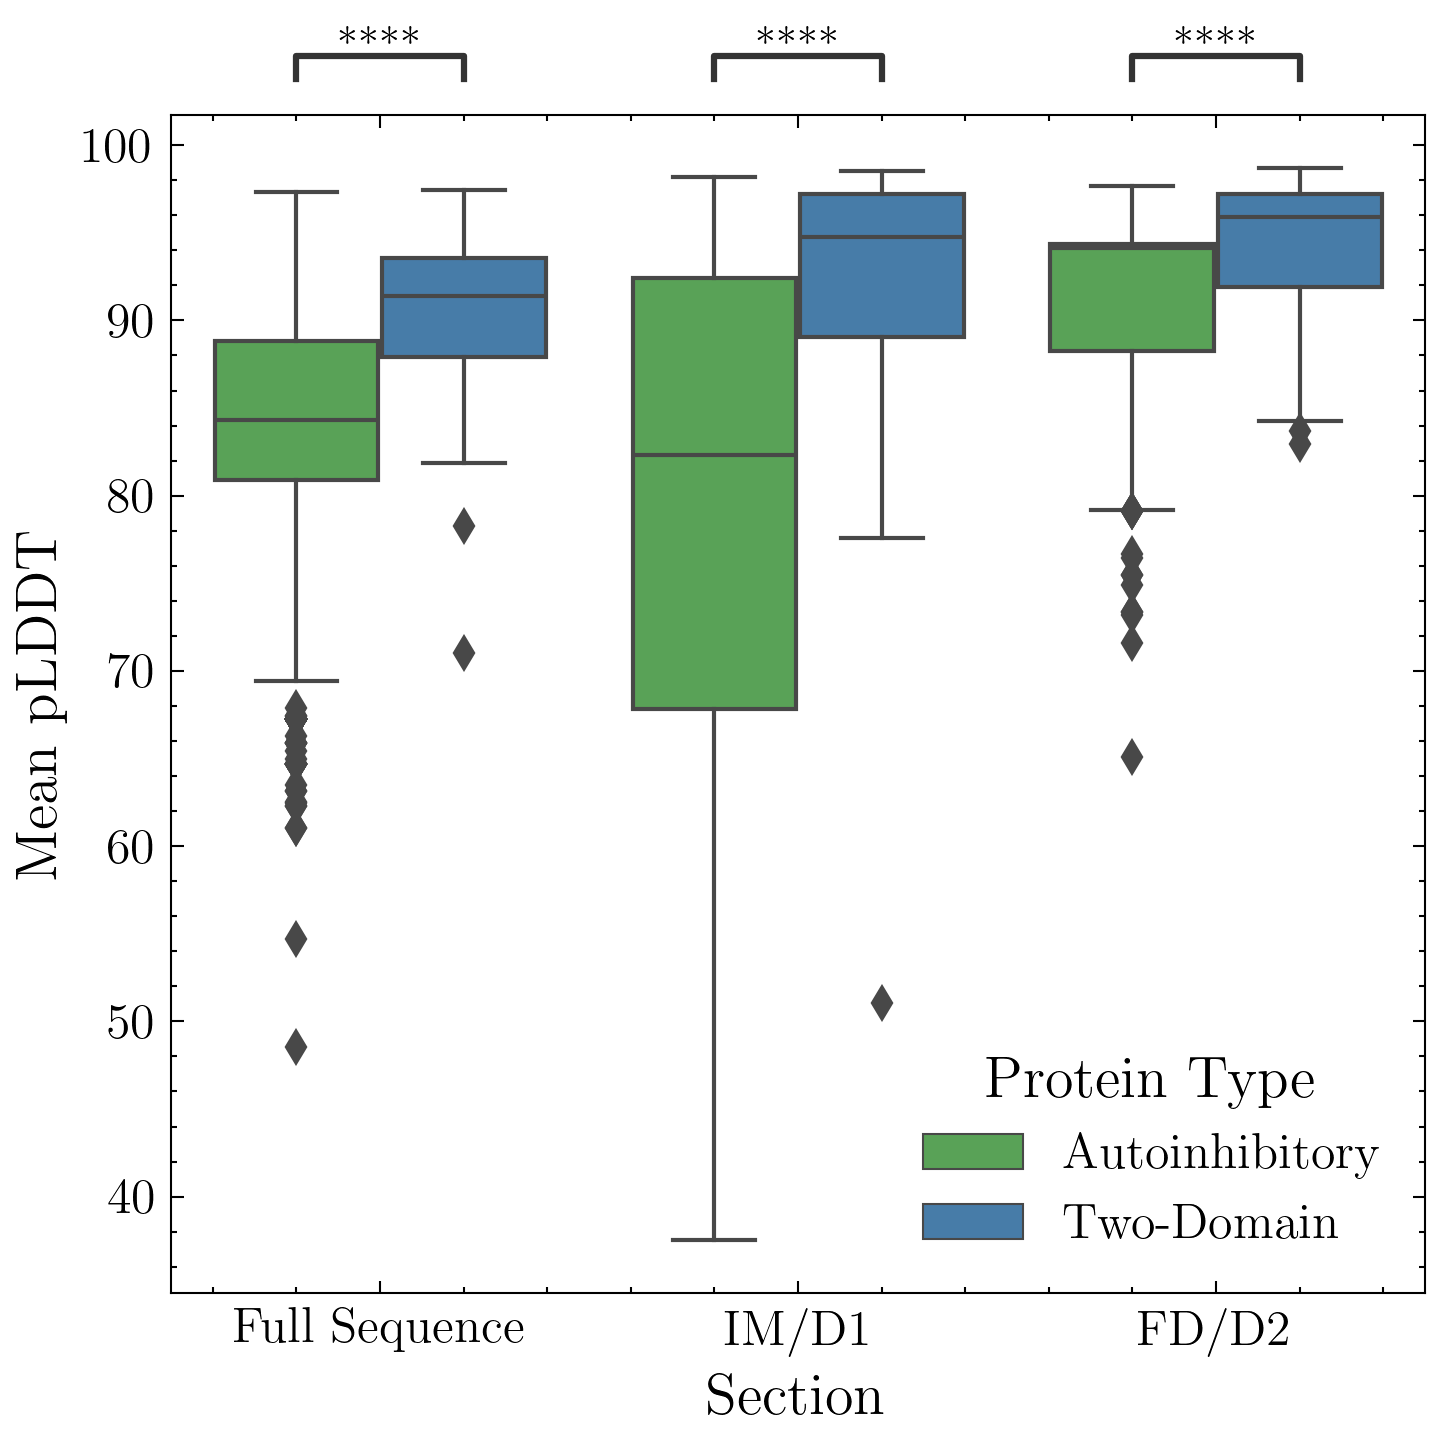 **** **** ****
100
90
80
70
60
50
40
Mean pLDDT
Protein Type
Autoinhibitory
Two-Domain
Full Sequence IM/D1 FD/D2
Section